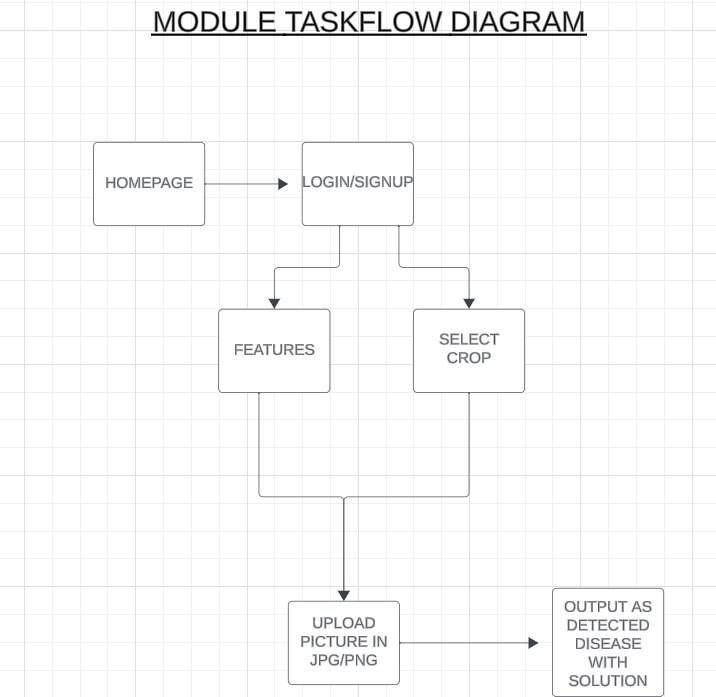 MODULE TASKFLOW DIAGRAM
HOMEPAGE
LOGIN/SIGNUP
FEATURES
SELECT
CROP
UPLOAD
PICTURE IN
JPG/PNG
OUTPUT AS
DETECTED
DISEASE
WITH
SOLUTION